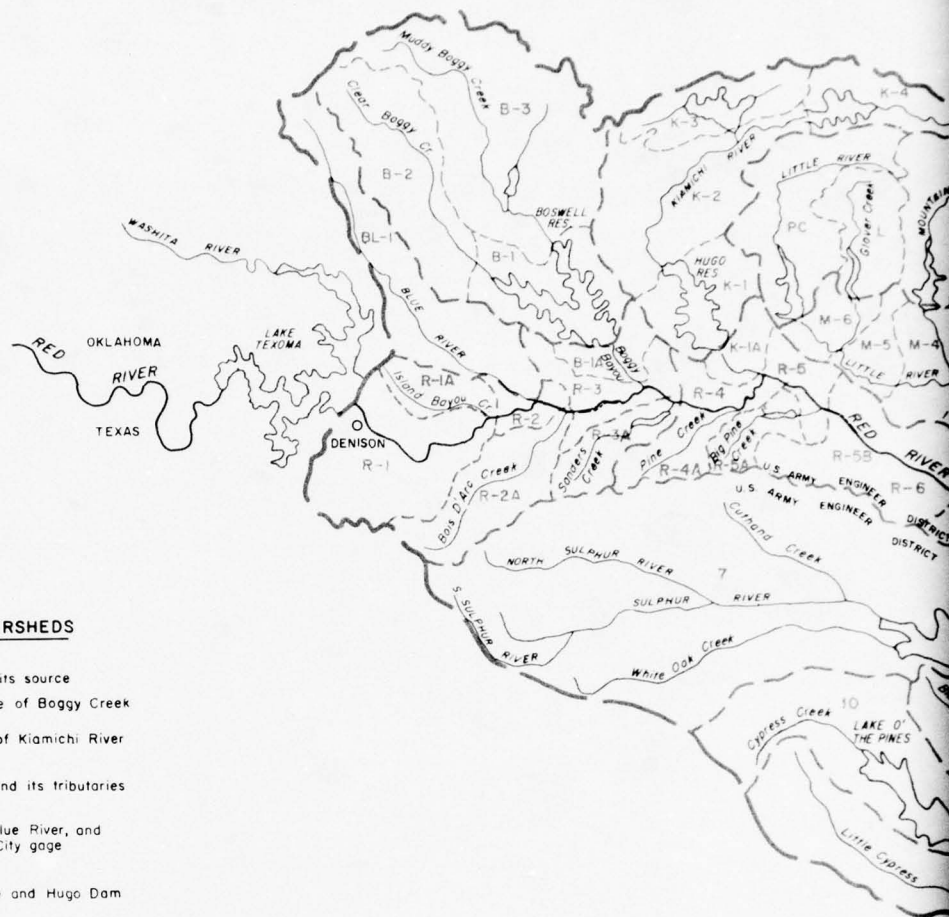 Muddy Boggy Creek
Clear Boggy Cr.
B-3
B-2
BL-1
B-1
BOSWELL
RES.
K-4
K-3
L
KIAMICHI RIVER
K-2
LITTLE RIVER
PC
Glover Creek
L
MOUNTAIN
HUGO
RES
K-1
M-6
M-5
M-4
WASHITA RIVER
BLUE RIVER
LAKE
TEXOMA
OKLAHOMA
RED RIVER
TEXAS
DENISON
R-1
R-1A
Island Bayou Cr.
B-1A
Boggy
Bayou
K-1A
R-5
LITTLE RIVER
R-2
R-3
R-4
RED RIVER
R-3A
Sanders
Creek
Pine Creek
R-4A
Big Pine
Creek
R-5A
R-5B
R-6
Bois D'Arc Creek
R-2A
U.S. ARMY ENGINEER DISTRICT
U.S. ARMY ENGINEER DISTRICT
Cuthand Creek
NORTH SULPHUR RIVER
7
SULPHUR RIVER
S. SULPHUR RIVER
White Oak Creek
10
Cypress Creek
LAKE O'
THE PINES
Little Cypress
RSHEDS
its source
e of Boggy Creek
of Kiamichi River
nd its tributaries
lue River, and
City gage
and Hugo Dam